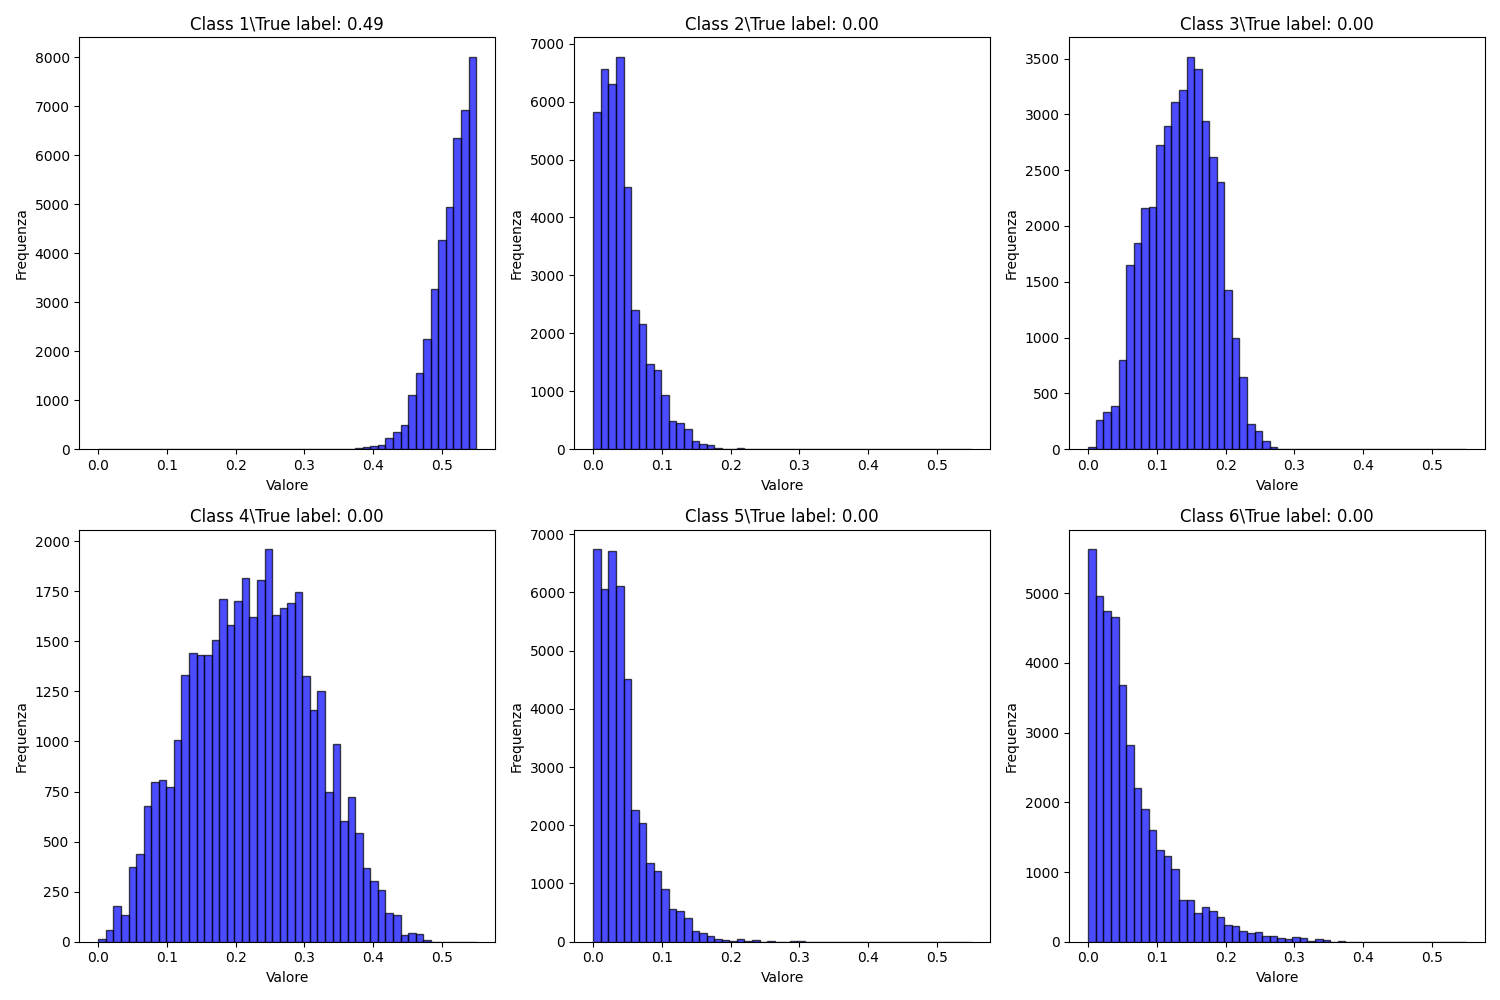 Class 1\True label: 0.49
Frequenza
8000
7000
6000
5000
4000
3000
2000
1000
0
0.0 0.1 0.2 0.3 0.4 0.5
Valore
Class 2\True label: 0.00
Frequenza
7000
6000
5000
4000
3000
2000
1000
0
0.0 0.1 0.2 0.3 0.4 0.5
Valore
Class 3\True label: 0.00
Frequenza
3500
3000
2500
2000
1500
1000
500
0
0.0 0.1 0.2 0.3 0.4 0.5
Valore
Class 4\True label: 0.00
Frequenza
2000
1750
1500
1250
1000
750
500
250
0
0.0 0.1 0.2 0.3 0.4 0.5
Valore
Class 5\True label: 0.00
Frequenza
7000
6000
5000
4000
3000
2000
1000
0
0.0 0.1 0.2 0.3 0.4 0.5
Valore
Class 6\True label: 0.00
Frequenza
5000
4000
3000
2000
1000
0
0.0 0.1 0.2 0.3 0.4 0.5
Valore